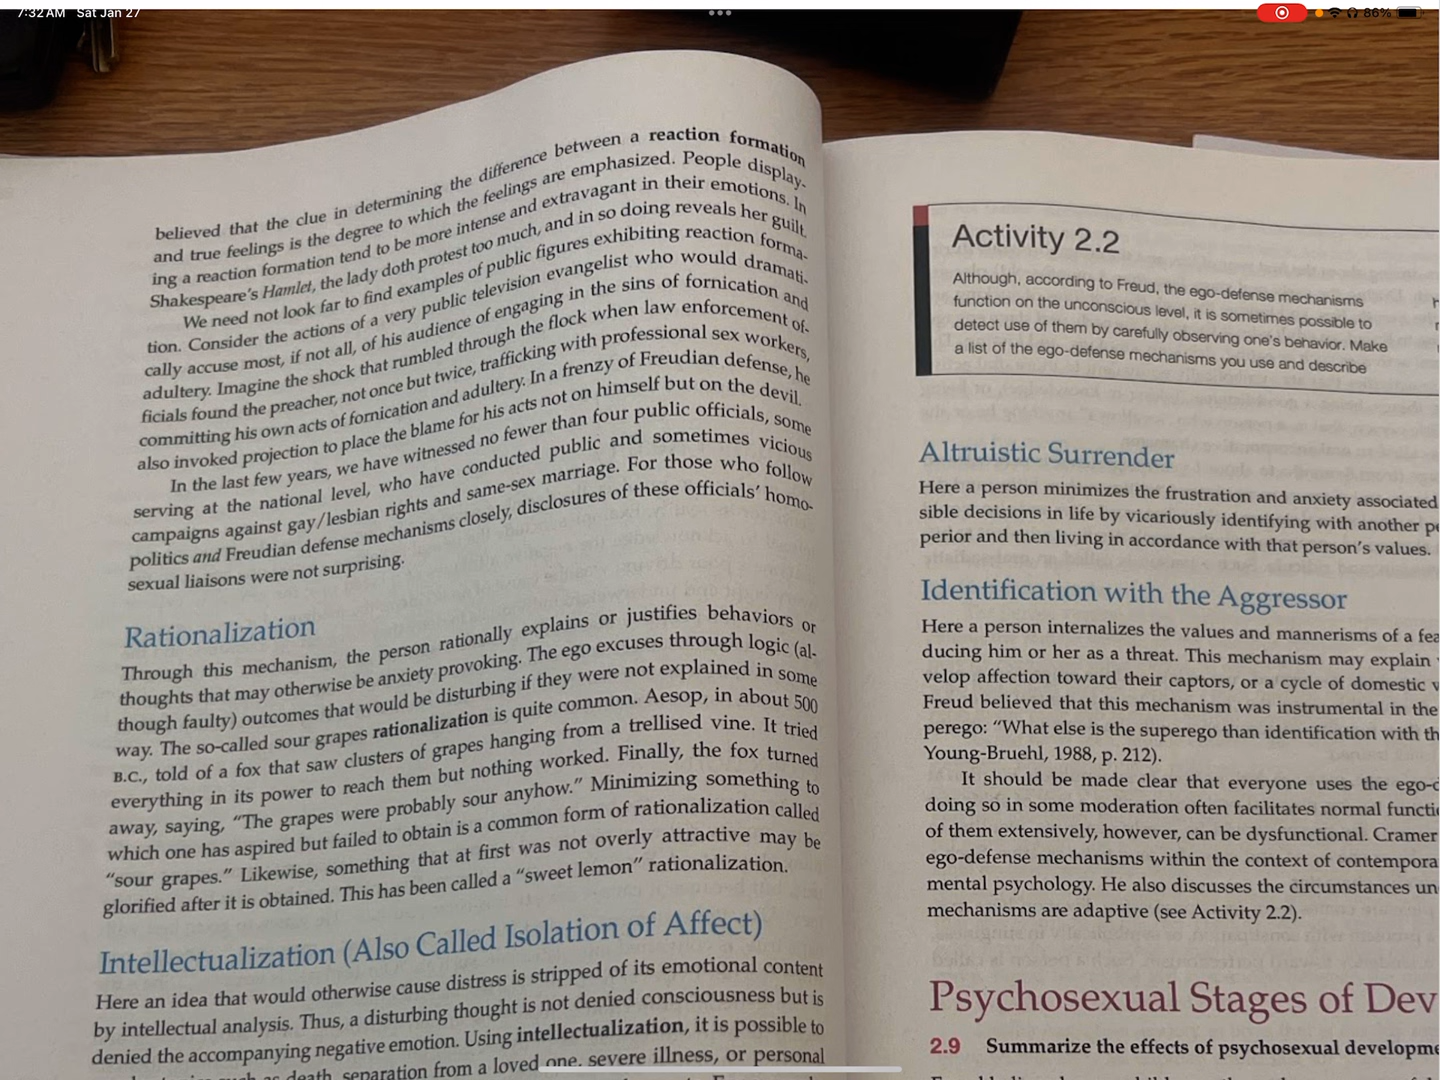 7:32 AM Sat Jan 27
86%
believed that the clue in determining the difference between a reaction formation
and true feelings is the degree to which the feelings are emphasized. People display-
ing a reaction formation tend to be more intense and extravagant in their emotions. In
Shakespeare's Hamlet, the lady doth protest too much, and in so doing reveals her guilt.
We need not look far to find examples of public figures exhibiting reaction forma-
tion. Consider the actions of a very public television evangelist who would dramati-
cally accuse most, if not all, of his audience of engaging in the sins of fornication and
adultery. Imagine the shock that rumbled through the flock when law enforcement of-
ficials found the preacher, not once but twice, trafficking with professional sex workers,
committing his own acts of fornication and adultery. In a frenzy of Freudian defense, he
also invoked projection to place the blame for his acts not on himself but on the devil.
In the last few years, we have witnessed no fewer than four public officials, some
serving at the national level, who have conducted public and sometimes vicious
campaigns against gay/lesbian rights and same-sex marriage. For those who follow
politics and Freudian defense mechanisms closely, disclosures of these officials' homo-
sexual liaisons were not surprising.
Rationalization
Through this mechanism, the person rationally explains or justifies behaviors or
thoughts that may otherwise be anxiety provoking. The ego excuses through logic (al-
though faulty) outcomes that would be disturbing if they were not explained in some
way. The so-called sour grapes rationalization is quite common. Aesop, in about 500
B.C., told of a fox that saw clusters of grapes hanging from a trellised vine. It tried
everything in its power to reach them but nothing worked. Finally, the fox turned
away, saying, "The grapes were probably sour anyhow." Minimizing something to
which one has aspired but failed to obtain is a common form of rationalization called
"sour grapes." Likewise, something that at first was not overly attractive may be
glorified after it is obtained. This has been called a "sweet lemon" rationalization.
Intellectualization (Also Called Isolation of Affect)
Here an idea that would otherwise cause distress is stripped of its emotional content
by intellectual analysis. Thus, a disturbing thought is not denied consciousness but is
denied the accompanying negative emotion. Using intellectualization, it is possible to
death, separation from a loved one, severe illness, or personal
Activity 2.2
Although, according to Freud, the ego-defense mechanisms
function on the unconscious level, it is sometimes possible to
detect use of them by carefully observing one's behavior. Make
a list of the ego-defense mechanisms you use and describe
Altruistic Surrender
Here a person minimizes the frustration and anxiety associated
sible decisions in life by vicariously identifying with another
perior and then living in accordance with that person's values.
Identification with the Aggressor
Here a person internalizes the values and mannerisms of a fea
ducing him or her as a threat. This mechanism may explain
velop affection toward their captors, or a cycle of domestic
Freud believed that this mechanism was instrumental in the
perego: "What else is the superego than identification with th
Young-Bruehl, 1988, p. 212).
It should be made clear that everyone uses the ego-
doing so in some moderation often facilitates normal functi
of them extensively, however, can be dysfunctional. Cramer
ego-defense mechanisms within the context of contempora
mental psychology. He also discusses the circumstances un
mechanisms are adaptive (see Activity 2.2).
Psychosexual Stages of Dev
2.9 Summarize the effects of psychosexual developme